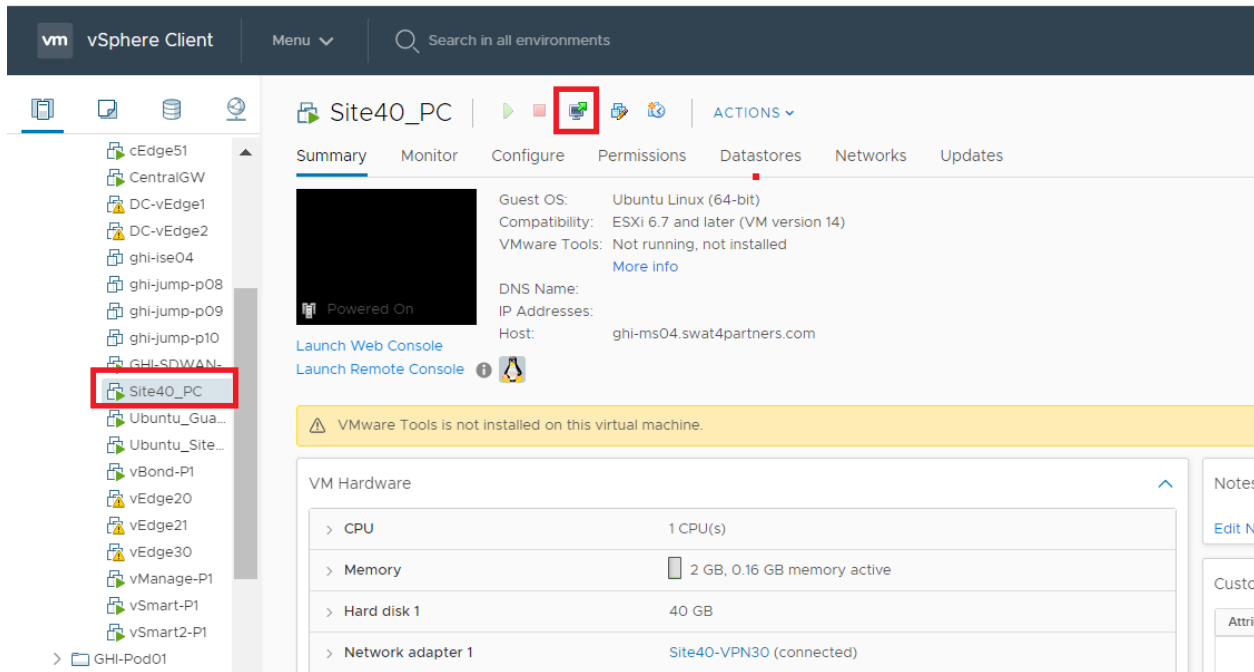 vm vSphere Client Menu Search in all environments
cEdge51
CentralGW
DC-vEdge1
DC-vEdge2
ghi-ise04
ghi-jump-p08
ghi-jump-p09
ghi-jump-p10
GHI-SDWAN-
Site40_PC
Ubuntu_Gua...
Ubuntu_Site...
vBond-P1
vEdge20
vEdge21
vEdge30
vManage-P1
vSmart-P1
vSmart2-P1
GHI-Pod01
Site40_PC ACTIONS
Summary Monitor Configure Permissions Datastores Networks Updates
Powered On
Launch Web Console
Launch Remote Console
Guest OS: Ubuntu Linux (64-bit)
Compatibility: ESXi 6.7 and later (VM version 14)
VMware Tools: Not running, not installed
More info
DNS Name:
IP Addresses:
Host: ghi-ms04.swat4partners.com
VMware Tools is not installed on this virtual machine.
VM Hardware
CPU 1 CPU(s)
Memory 2 GB, 0.16 GB memory active
Hard disk 1 40 GB
Network adapter 1 Site40-VPN30 (connected)
Notes
Edit N
Custo
Attri